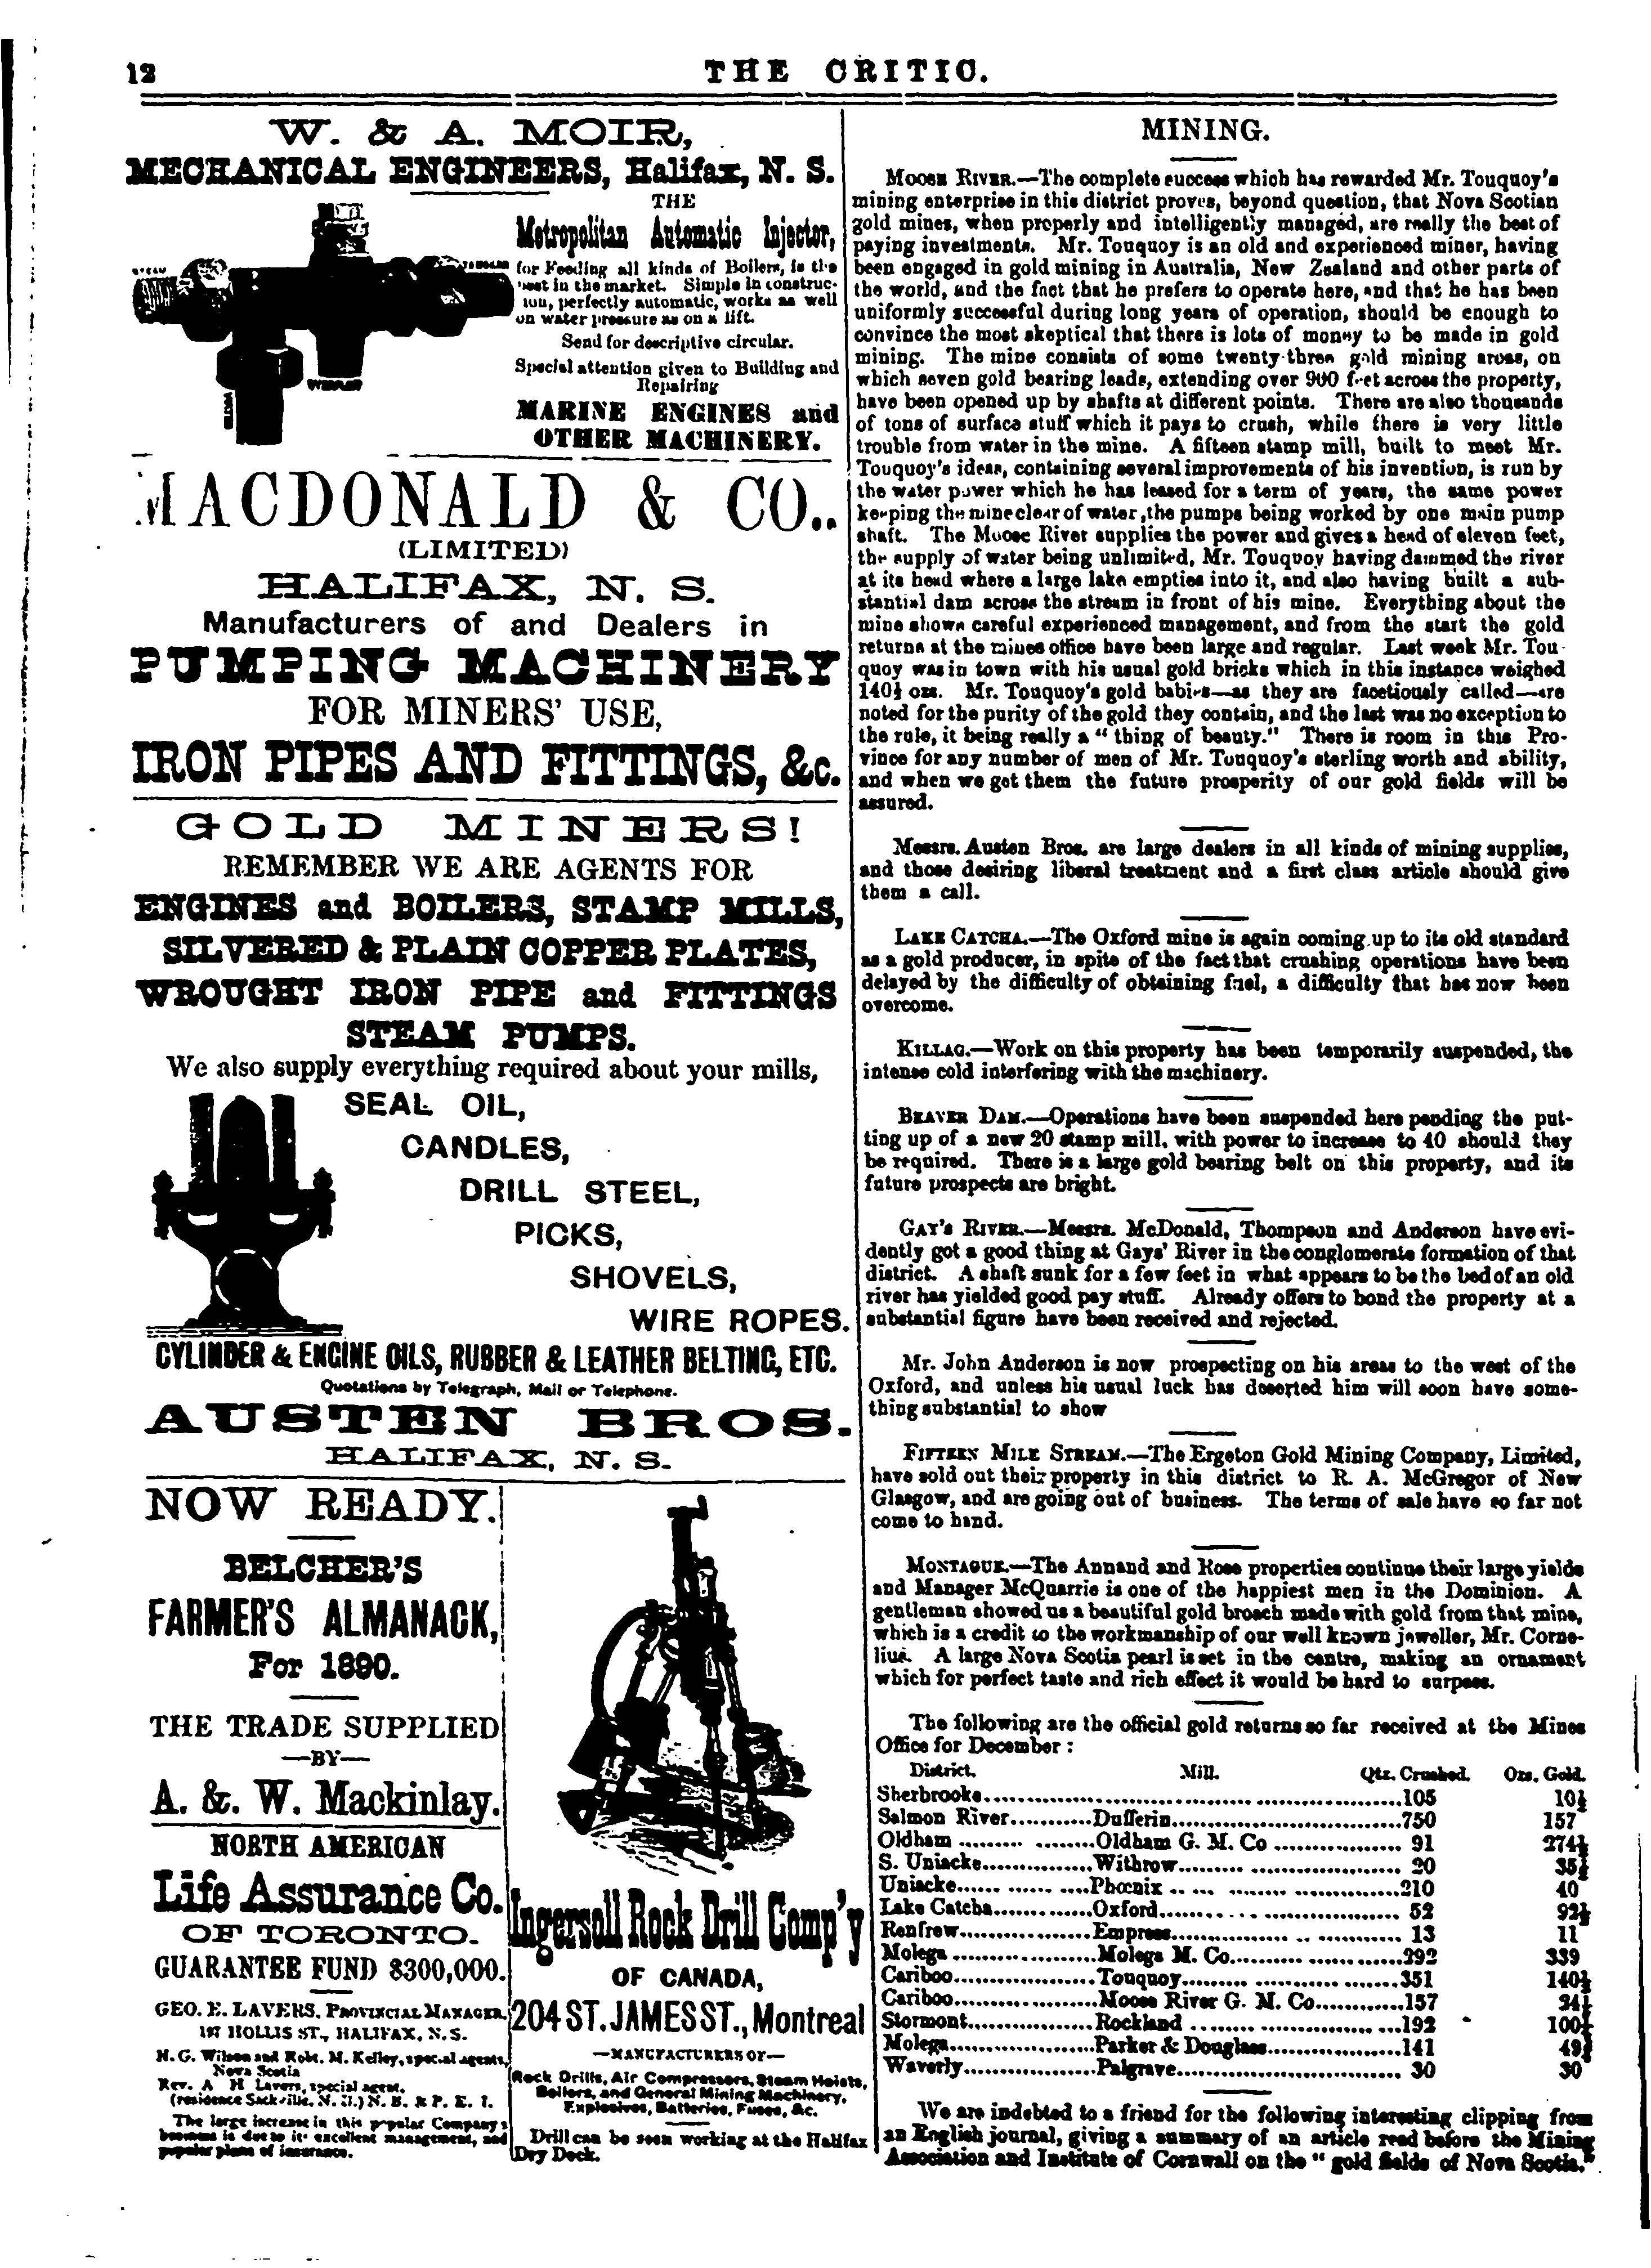 12
THE CRITIC.
W. & A. MOIR,
MECHANICAL ENGINEERS, Halifax, N. S.
THE
Metropolitan Automatic Injector,
for Feeding all kinds of Boilers, is the
best in the market. Simple in construc-
tion, perfectly automatic, works as well
on water pressure as on a lift.
Send for descriptive circular.
Special attention given to Building and
Repairing
MARINE ENGINES and
OTHER MACHINERY.
MACDONALD & CO.,
(LIMITED)
HALIFAX, N. S.
Manufacturers of and Dealers in
PUMPING MACHINERY
FOR MINERS' USE,
IRON PIPES AND FITTINGS, &c.
GOLD MINERS!
REMEMBER WE ARE AGENTS FOR
ENGINES and BOILERS, STAMP MILLS,
SILVERED & PLAIN COPPER PLATES,
WROUGHT IRON PIPE and FITTINGS
STEAM PUMPS.
We also supply everything required about your mills,
SEAL OIL,
CANDLES,
DRILL STEEL,
PICKS,
SHOVELS,
WIRE ROPES.
CYLINDER & ENGINE OILS, RUBBER & LEATHER BELTING, ETC.
Quotations by Telegraph, Mail or Telephone.
AUSTEN BROS.
HALIFAX, N. S.
NOW READY.
BELCHER'S
FARMER'S ALMANACK,
For 1890.
THE TRADE SUPPLIED
—BY—
A. &. W. Mackinlay.
NORTH AMERICAN
Life Assurance Co.
OF TORONTO.
GUARANTEE FUND $300,000.
GEO. E. LAVERS, PROVINCIAL MANAGER,
197 HOLLIS ST., HALIFAX, N. S.
H. G. Wilson and Robt. M. Kelley, special agents,
Nova Scotia
Rev. A H Lavers, special agent.
(residence Sackville, N. B.) N. B. & P. E. I.
The large increase in this popular Company's
business is due to its excellent management, and
popular plans of insurance.
Ingersoll Rock Drill Comp'y
OF CANADA,
204 ST. JAMES ST., Montreal
—MANUFACTURERS OF—
Rock Drills, Air Compressors, Steam Hoists,
Boilers, and General Mining Machinery,
Explosives, Batteries, Fuses, &c.
Drill can be seen working at the Halifax
Dry Dock.
MINING.
MOOSE RIVER.—The complete success which has rewarded Mr. Touquoy's
mining enterprise in this district proves, beyond question, that Nova Scotian
gold mines, when properly and intelligently managed, are really the best of
paying investments. Mr. Touquoy is an old and experienced miner, having
been engaged in gold mining in Australia, New Zealand and other parts of
the world, and the fact that he prefers to operate here, and that he has been
uniformly successful during long years of operation, should be enough to
convince the most skeptical that there is lots of money to be made in gold
mining. The mine consists of some twenty-three gold mining areas, on
which seven gold bearing leads, extending over 900 feet across the property,
have been opened up by shafts at different points. There are also thousands
of tons of surface stuff which it pays to crush, while there is very little
trouble from water in the mine. A fifteen stamp mill, built to meet Mr.
Touquoy's ideas, containing several improvements of his invention, is run by
the water power which he has leased for a term of years, the same power
keeping the mine clear of water, the pumps being worked by one main pump
shaft. The Moose River supplies the power and gives a head of eleven feet,
the supply of water being unlimited, Mr. Touquoy having dammed the river
at its head where a large lake empties into it, and also having built a sub-
stantial dam across the stream in front of his mine. Everything about the
mine shows careful experienced management, and from the start the gold
returns at the mines office have been large and regular. Last week Mr. Tou-
quoy was in town with his usual gold bricks which in this instance weighed
140½ ozs. Mr. Touquoy's gold babies—as they are facetiously called—are
noted for the purity of the gold they contain, and the last was no exception to
the rule, it being really a "thing of beauty." There is room in this Pro-
vince for any number of men of Mr. Touquoy's sterling worth and ability,
and when we get them the future prosperity of our gold fields will be
assured.
Messrs. Austen Bros. are large dealers in all kinds of mining supplies,
and those desiring liberal treatment and a first class article should give
them a call.
LAKE CATCHA.—The Oxford mine is again coming up to its old standard
as a gold producer, in spite of the fact that crushing operations have been
delayed by the difficulty of obtaining fuel, a difficulty that has now been
overcome.
KILLAG.—Work on this property has been temporarily suspended, the
intense cold interfering with the machinery.
BEAVER DAM.—Operations have been suspended here pending the put-
ting up of a new 20 stamp mill, with power to increase to 40 should they
be required. There is a large gold bearing belt on this property, and its
future prospects are bright.
GAY'S RIVER.—Messrs. McDonald, Thompson and Anderson have evi-
dently got a good thing at Gays' River in the conglomerate formation of that
district. A shaft sunk for a few feet in what appears to be the bed of an old
river has yielded good pay stuff. Already offers to bond the property at a
substantial figure have been received and rejected.
Mr. John Anderson is now prospecting on his areas to the west of the
Oxford, and unless his usual luck has deserted him will soon have some-
thing substantial to show
FIFTEEN MILE STREAM.—The Ergeton Gold Mining Company, Limited,
have sold out their property in this district to R. A. McGregor of New
Glasgow, and are going out of business. The terms of sale have so far not
come to hand.
MONTAGUE.—The Annand and Rose properties continue their large yields
and Manager McQuarrie is one of the happiest men in the Dominion. A
gentleman showed us a beautiful gold broach made with gold from that mine,
which is a credit to the workmanship of our well known jeweller, Mr. Corne-
lius. A large Nova Scotia pearl is set in the centre, making an ornament
which for perfect taste and rich effect it would be hard to surpass.
The following are the official gold returns so far received at the Mines
Office for December :
District. Mill. Qtz. Crushed. Ozs. Gold.
Sherbrooke 105 10½
Salmon River Dufferin 750 157
Oldham Oldham G. M. Co 91 274½
S. Uniacke Withrow 20 35½
Uniacke Phœnix 210 40
Lake Catcha Oxford 52 92½
Renfrew Empress 13 11
Molega Molega M. Co. 292 339
Cariboo Touquoy 351 140½
Cariboo Moose River G. M. Co. 157
Stormont Rockland 192
Molega Parker & Douglass 141
Waverly Palgrave 30 30
We are indebted to a friend for the following interesting clipping from
an English journal, giving a summary of an article read before the Mining
Association and Institute of Cornwall on the "gold fields of Nova Scotia."